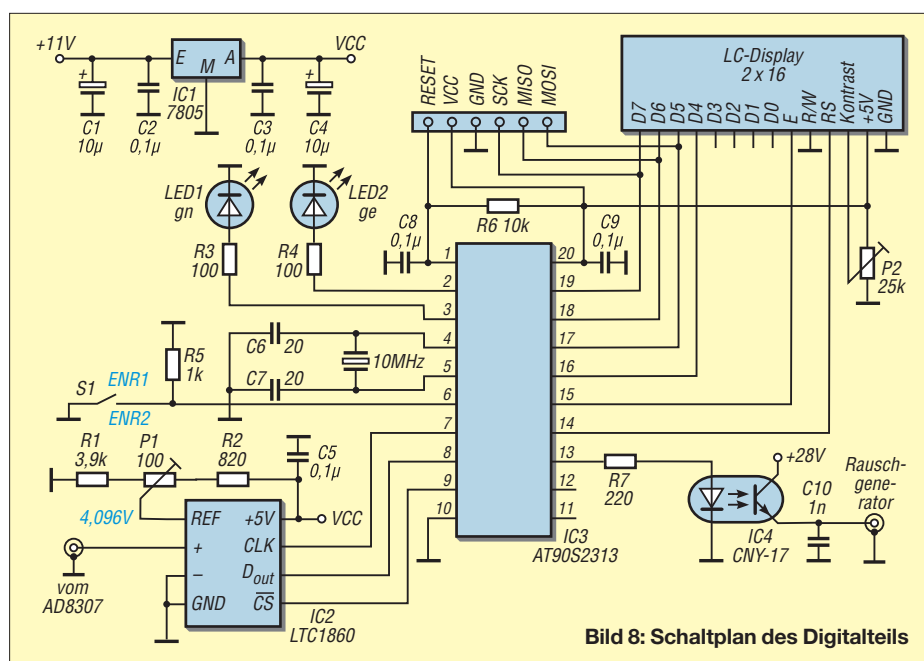 +11V
E
A
M
VCC
IC1
7805
+
C1
10µ
C2
0,1µ
C3
0,1µ
+
C4
10µ
RESET
VCC
GND
SCK
MISO
MOSI
LC-Display
2 x 16
D7
D6
D5
D4
D3
D2
D1
D0
E
R/W
RS
Kontrast
+5V
GND
LED1
gn
LED2
ge
R3
100
R4
100
C8
0,1µ
R6 10k
C9
0,1µ
P2
25k
1
2
3
4
5
6
7
8
9
10
20
19
18
17
16
15
14
13
12
11
C6
20
C7
20
10MHz
R5
1k
S1
ENR1
ENR2
R1
3,9k
P1
100
R2
820
C5
0,1µ
4,096V
REF
+
–
GND
+5V
CLK
Dout
CS
VCC
vom
AD8307
IC2
LTC1860
IC3
AT90S2313
R7
220
+28V
C10
1n
Rausch-
gene-
rator
IC4
CNY-17
Bild 8: Schaltplan des Digitalteils